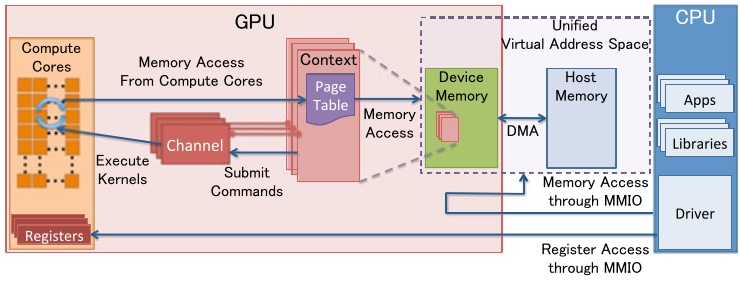 GPU
CPU
Compute
Cores
Memory Access
From Compute Cores
Context
Page
Table
Memory
Access
Channel
Execute
Kernels
Submit
Commands
Registers
Unified
Virtual Address Space
Device
Memory
Host
Memory
DMA
Apps
Libraries
Driver
Memory Access
through MMIO
Register Access
through MMIO